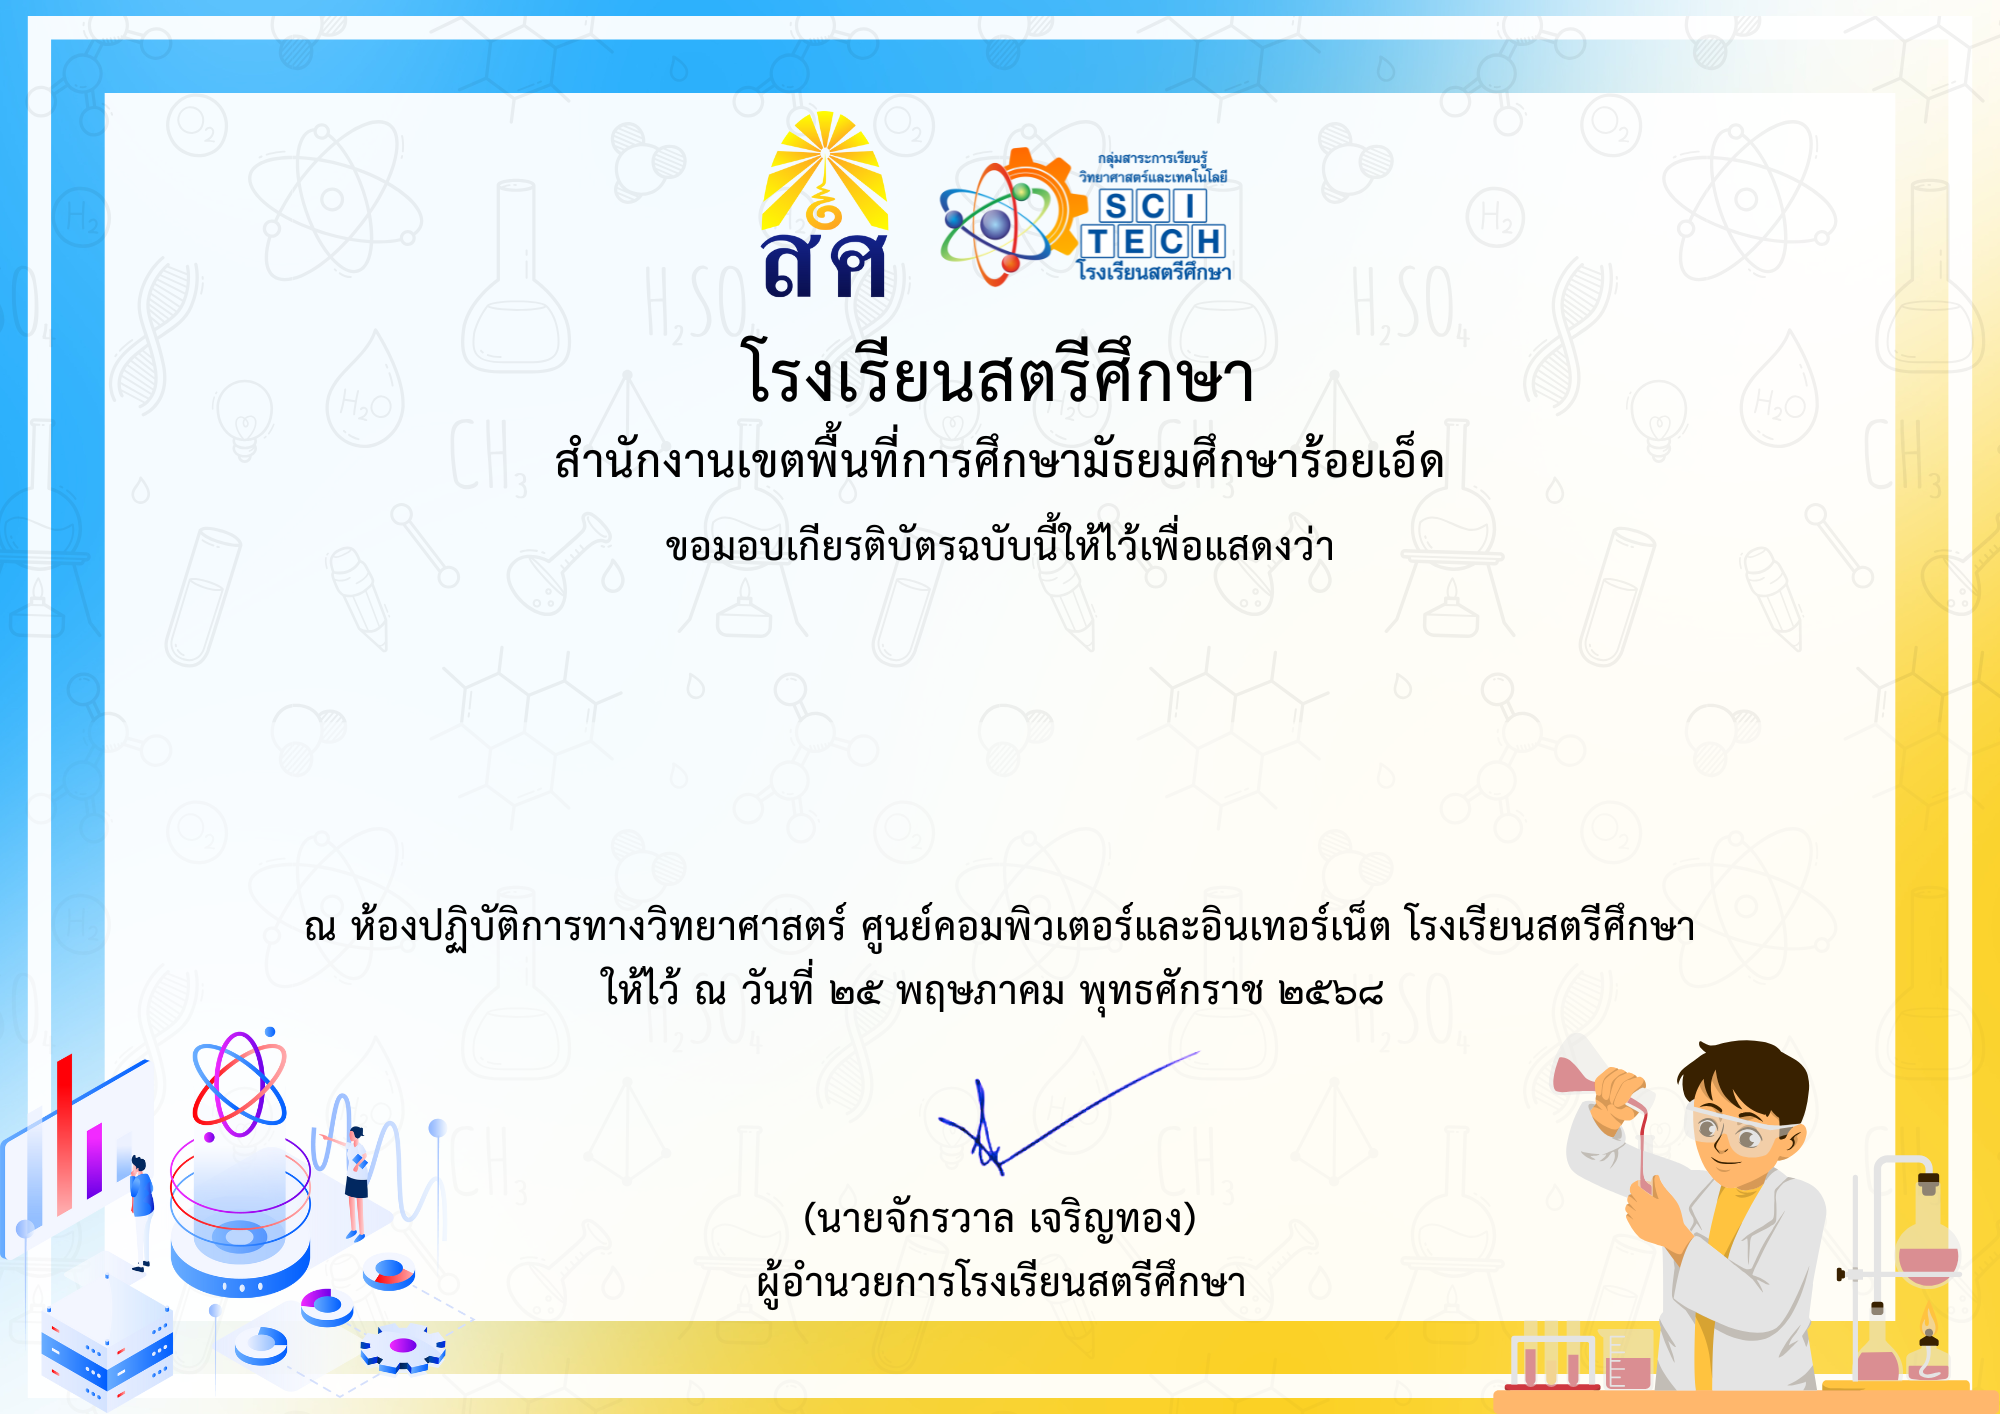 สศ
กลุ่มสาระการเรียนรู้
วิทยาศาสตร์และเทคโนโลยี
SCI
TECH
โรงเรียนสตรีศึกษา
โรงเรียนสตรีศึกษา
สำนักงานเขตพื้นที่การศึกษามัธยมศึกษาร้อยเอ็ด
ขอมอบเกียรติบัตรฉบับนี้ให้ไว้เพื่อแสดงว่า
ณ ห้องปฏิบัติการทางวิทยาศาสตร์ ศูนย์คอมพิวเตอร์และอินเทอร์เน็ต โรงเรียนสตรีศึกษา
ให้ไว้ ณ วันที่ ๒๕ พฤษภาคม พุทธศักราช ๒๕๖๘
(นายจักรวาล เจริญทอง)
ผู้อำนวยการโรงเรียนสตรีศึกษา